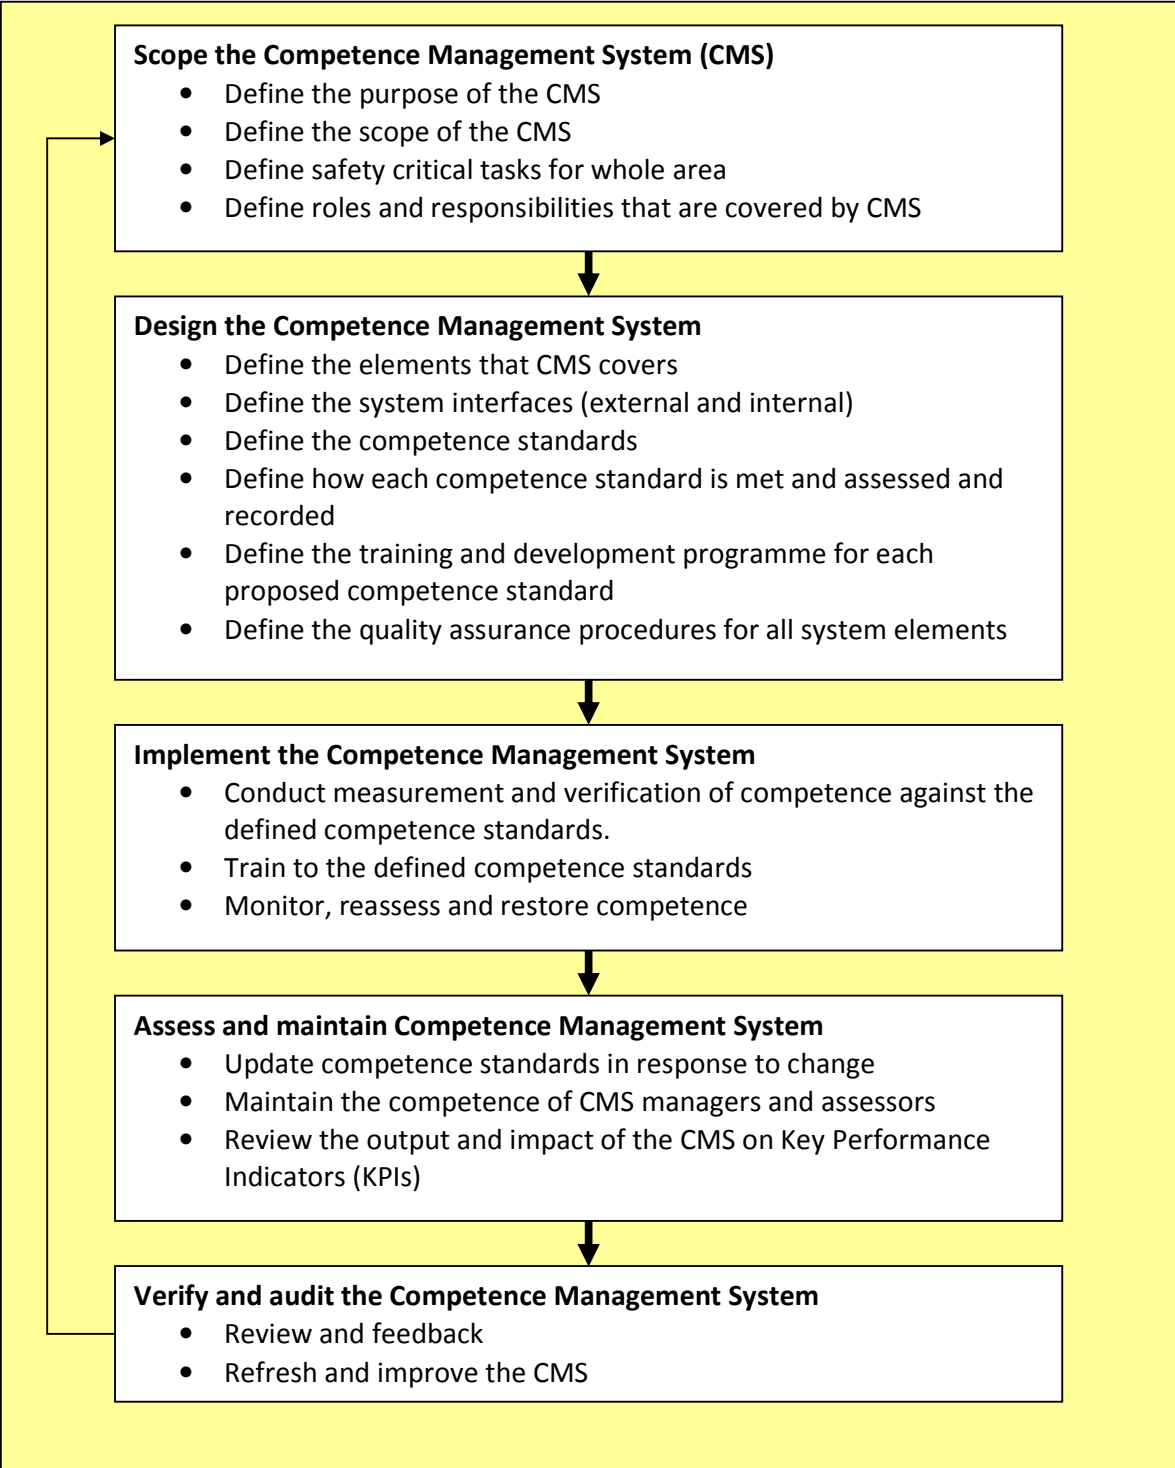 Scope the Competence Management System (CMS)
• Define the purpose of the CMS
• Define the scope of the CMS
• Define safety critical tasks for whole area
• Define roles and responsibilities that are covered by CMS
Design the Competence Management System
• Define the elements that CMS covers
• Define the system interfaces (external and internal)
• Define the competence standards
• Define how each competence standard is met and assessed and
recorded
• Define the training and development programme for each
proposed competence standard
• Define the quality assurance procedures for all system elements
Implement the Competence Management System
• Conduct measurement and verification of competence against the
defined competence standards.
• Train to the defined competence standards
• Monitor, reassess and restore competence
Assess and maintain Competence Management System
• Update competence standards in response to change
• Maintain the competence of CMS managers and assessors
• Review the output and impact of the CMS on Key Performance
Indicators (KPIs)
Verify and audit the Competence Management System
• Review and feedback
• Refresh and improve the CMS